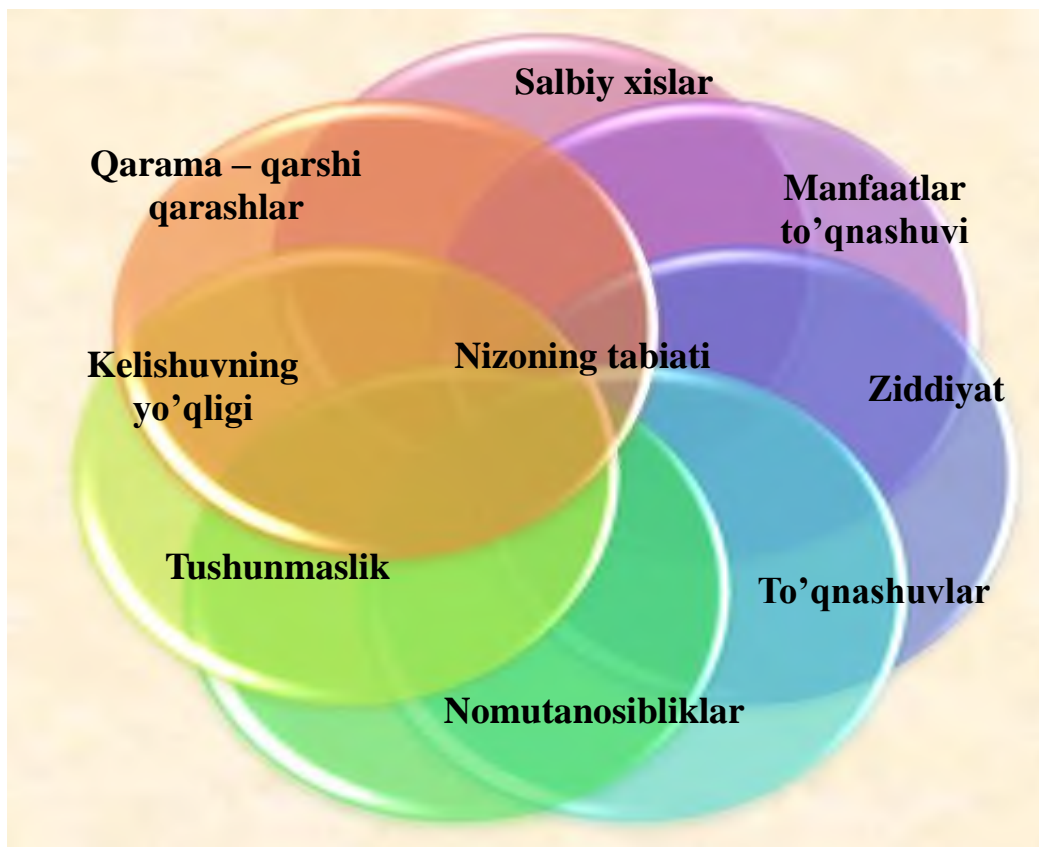 Salbiy xislar
Qarama – qarshi
qarashlar
Manfaatlar
to’qnashuvi
Kelishuvning
yo’qligi
Nizoning tabiati
Ziddiyat
Tushunmaslik
To’qnashuvlar
Nomutanosibliklar